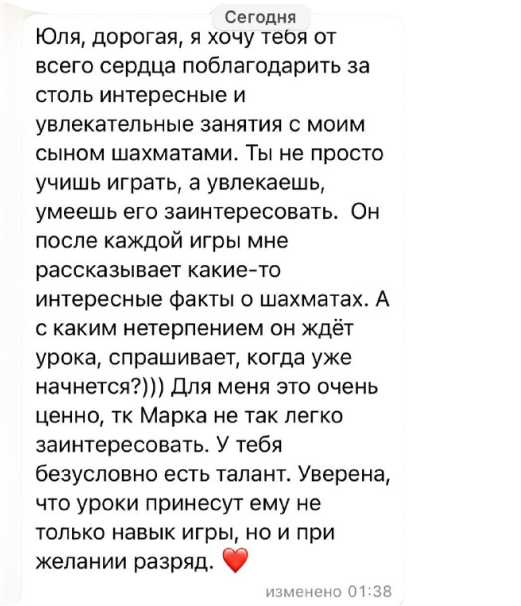 Сегодня
Юля, дорогая, я хочу тебя от
всего сердца поблагодарить за
столь интересные и
увлекательные занятия с моим
сыном шахматами. Ты не просто
учишь играть, а увлекаешь,
умеешь его заинтересовать.  Он
после каждой игры мне
рассказывает какие-то
интересные факты о шахматах. А
с каким нетерпением он ждёт
урока, спрашивает, когда уже
начнется?))) Для меня это очень
ценно, тк Марка не так легко
заинтересовать. У тебя
безусловно есть талант. Уверена,
что уроки принесут ему не
только навык игры, но и при
желании разряд. ❤️
изменено 01:38